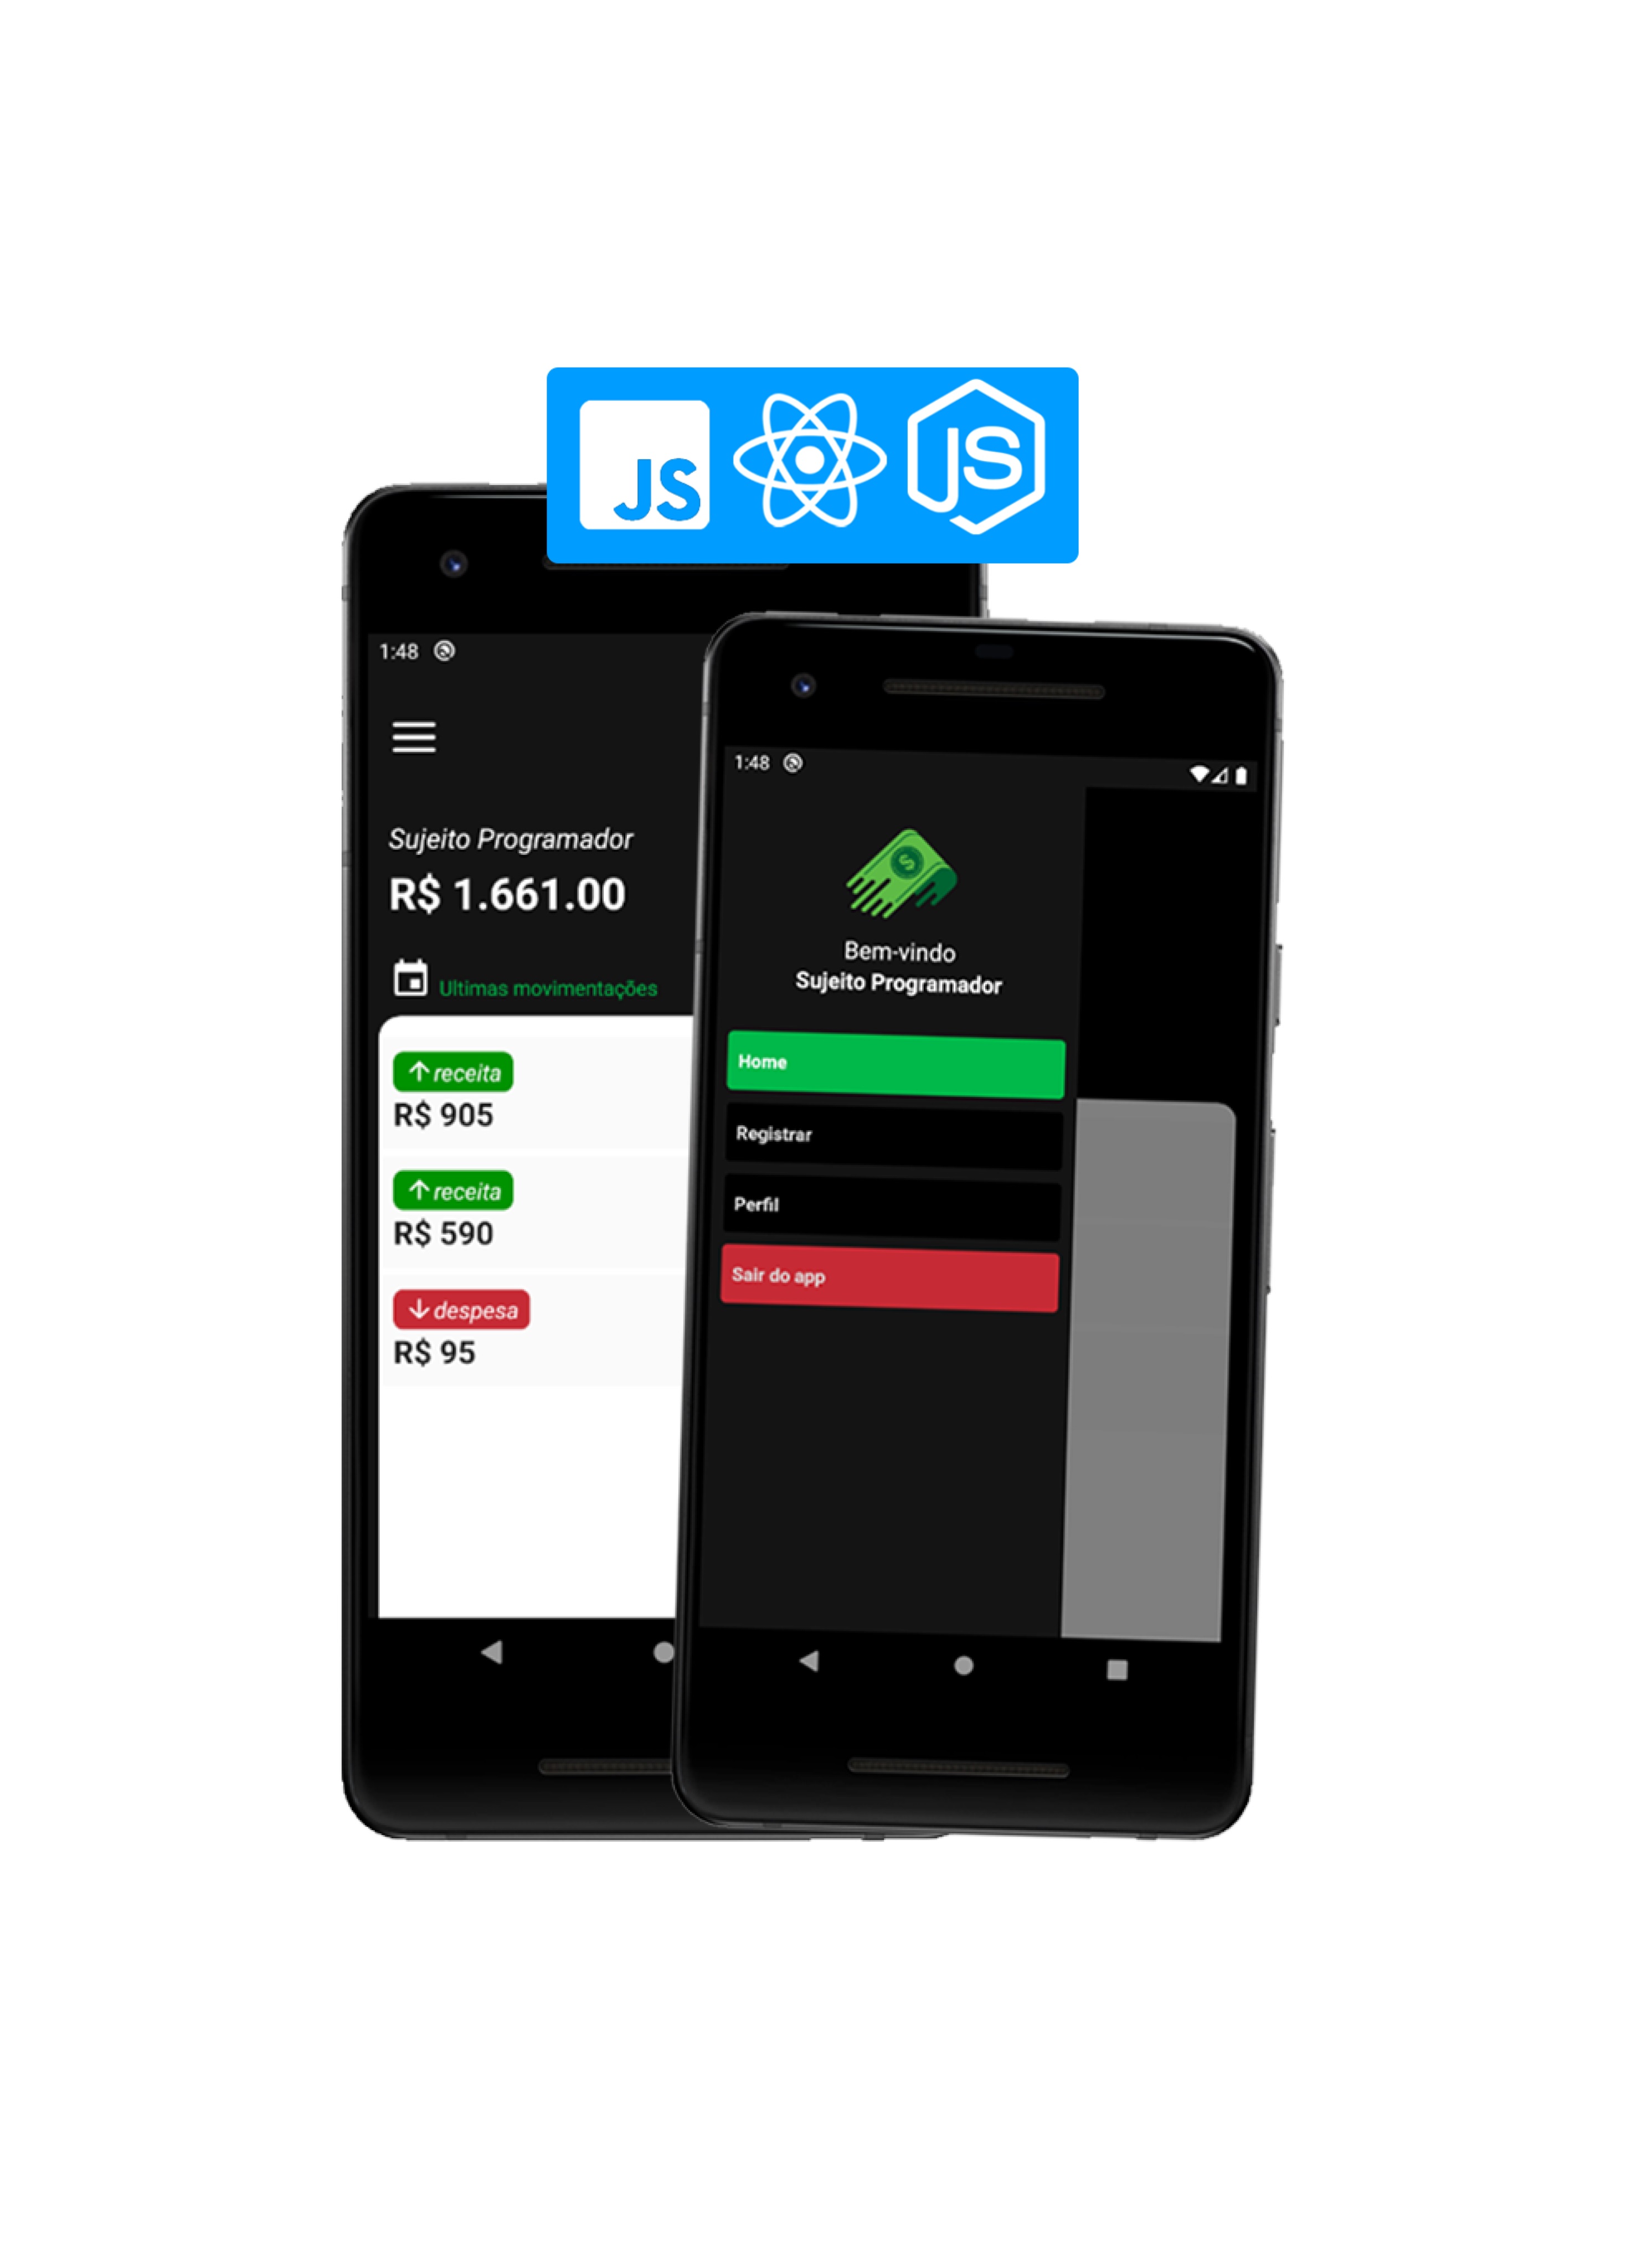 JS
JS
1:48
Sujeito Programador
R$ 1.661.00
Ultimas movimentações
receita
R$ 905
receita
R$ 590
despesa
R$ 95
1:48
$
Bem-vindo
Sujeito Programador
Home
Registrar
Perfil
Sair do app